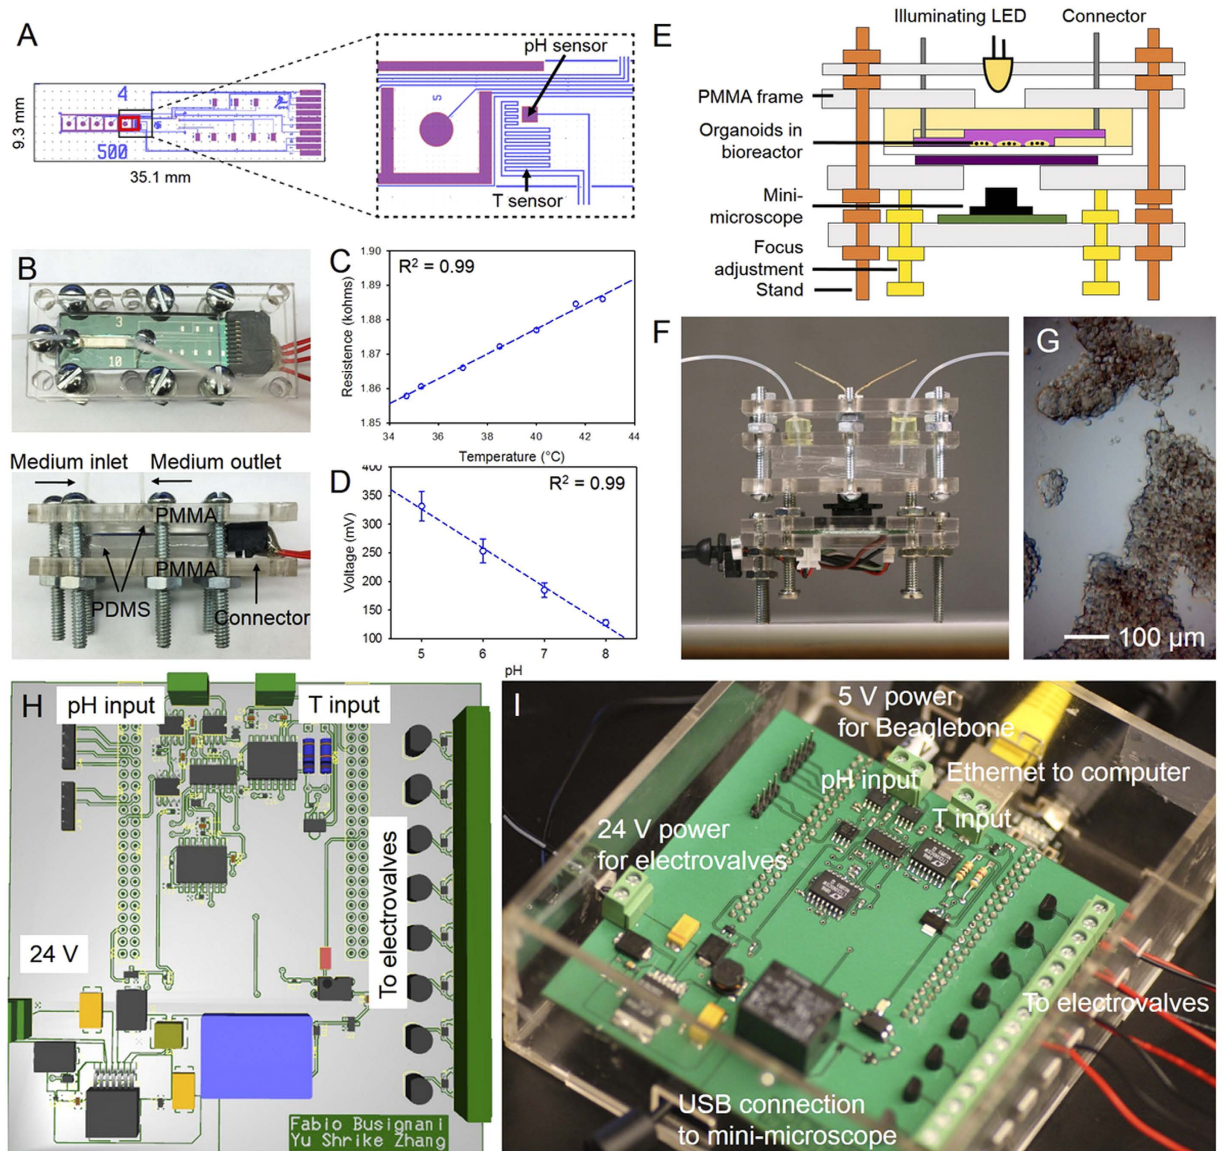 A
9.3 mm
4
500
35.1 mm
pH sensor
5
T sensor
B
3
10
Medium inlet
Medium outlet
PMMA
PMMA
PDMS
Connector
C
R² = 0.99
Resistence (kohms)
1.90
1.89
1.88
1.87
1.86
1.85
34
36
38
40
42
44
Temperature (°C)
D
R² = 0.99
Voltage (mV)
400
350
300
250
200
150
100
5
6
7
8
pH
E
Illuminating LED
Connector
PMMA frame
Organoids in
bioreactor
Mini-
microscope
Focus
adjustment
Stand
F
G
100 µm
H
pH input
T input
To electrovalves
24 V
Fabio Busignani
Yu Shrike Zhang
I
5 V power
for Beaglebone
pH input
Ethernet to computer
T input
24 V power
for electrovalves
To electrovalves
USB connection
to mini-microscope